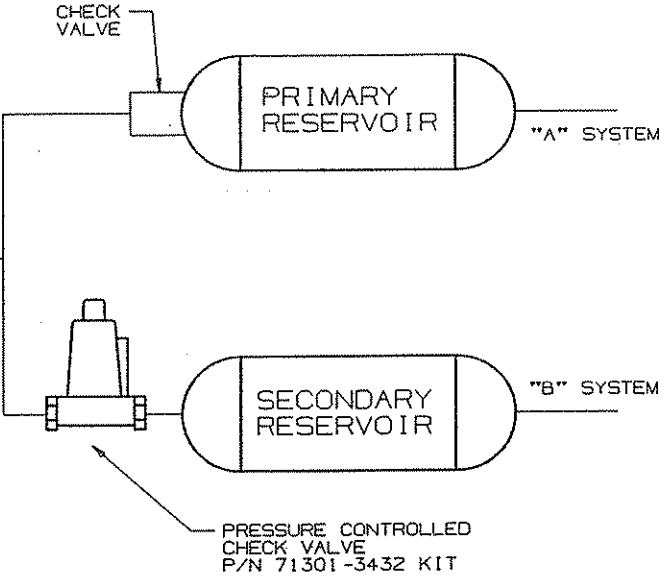 CHECK
VALVE
PRIMARY
RESERVOIR
"A" SYSTEM
"B" SYSTEM
SECONDARY
RESERVOIR
PRESSURE CONTROLLED
CHECK VALVE
P/N 71301-3432 KIT